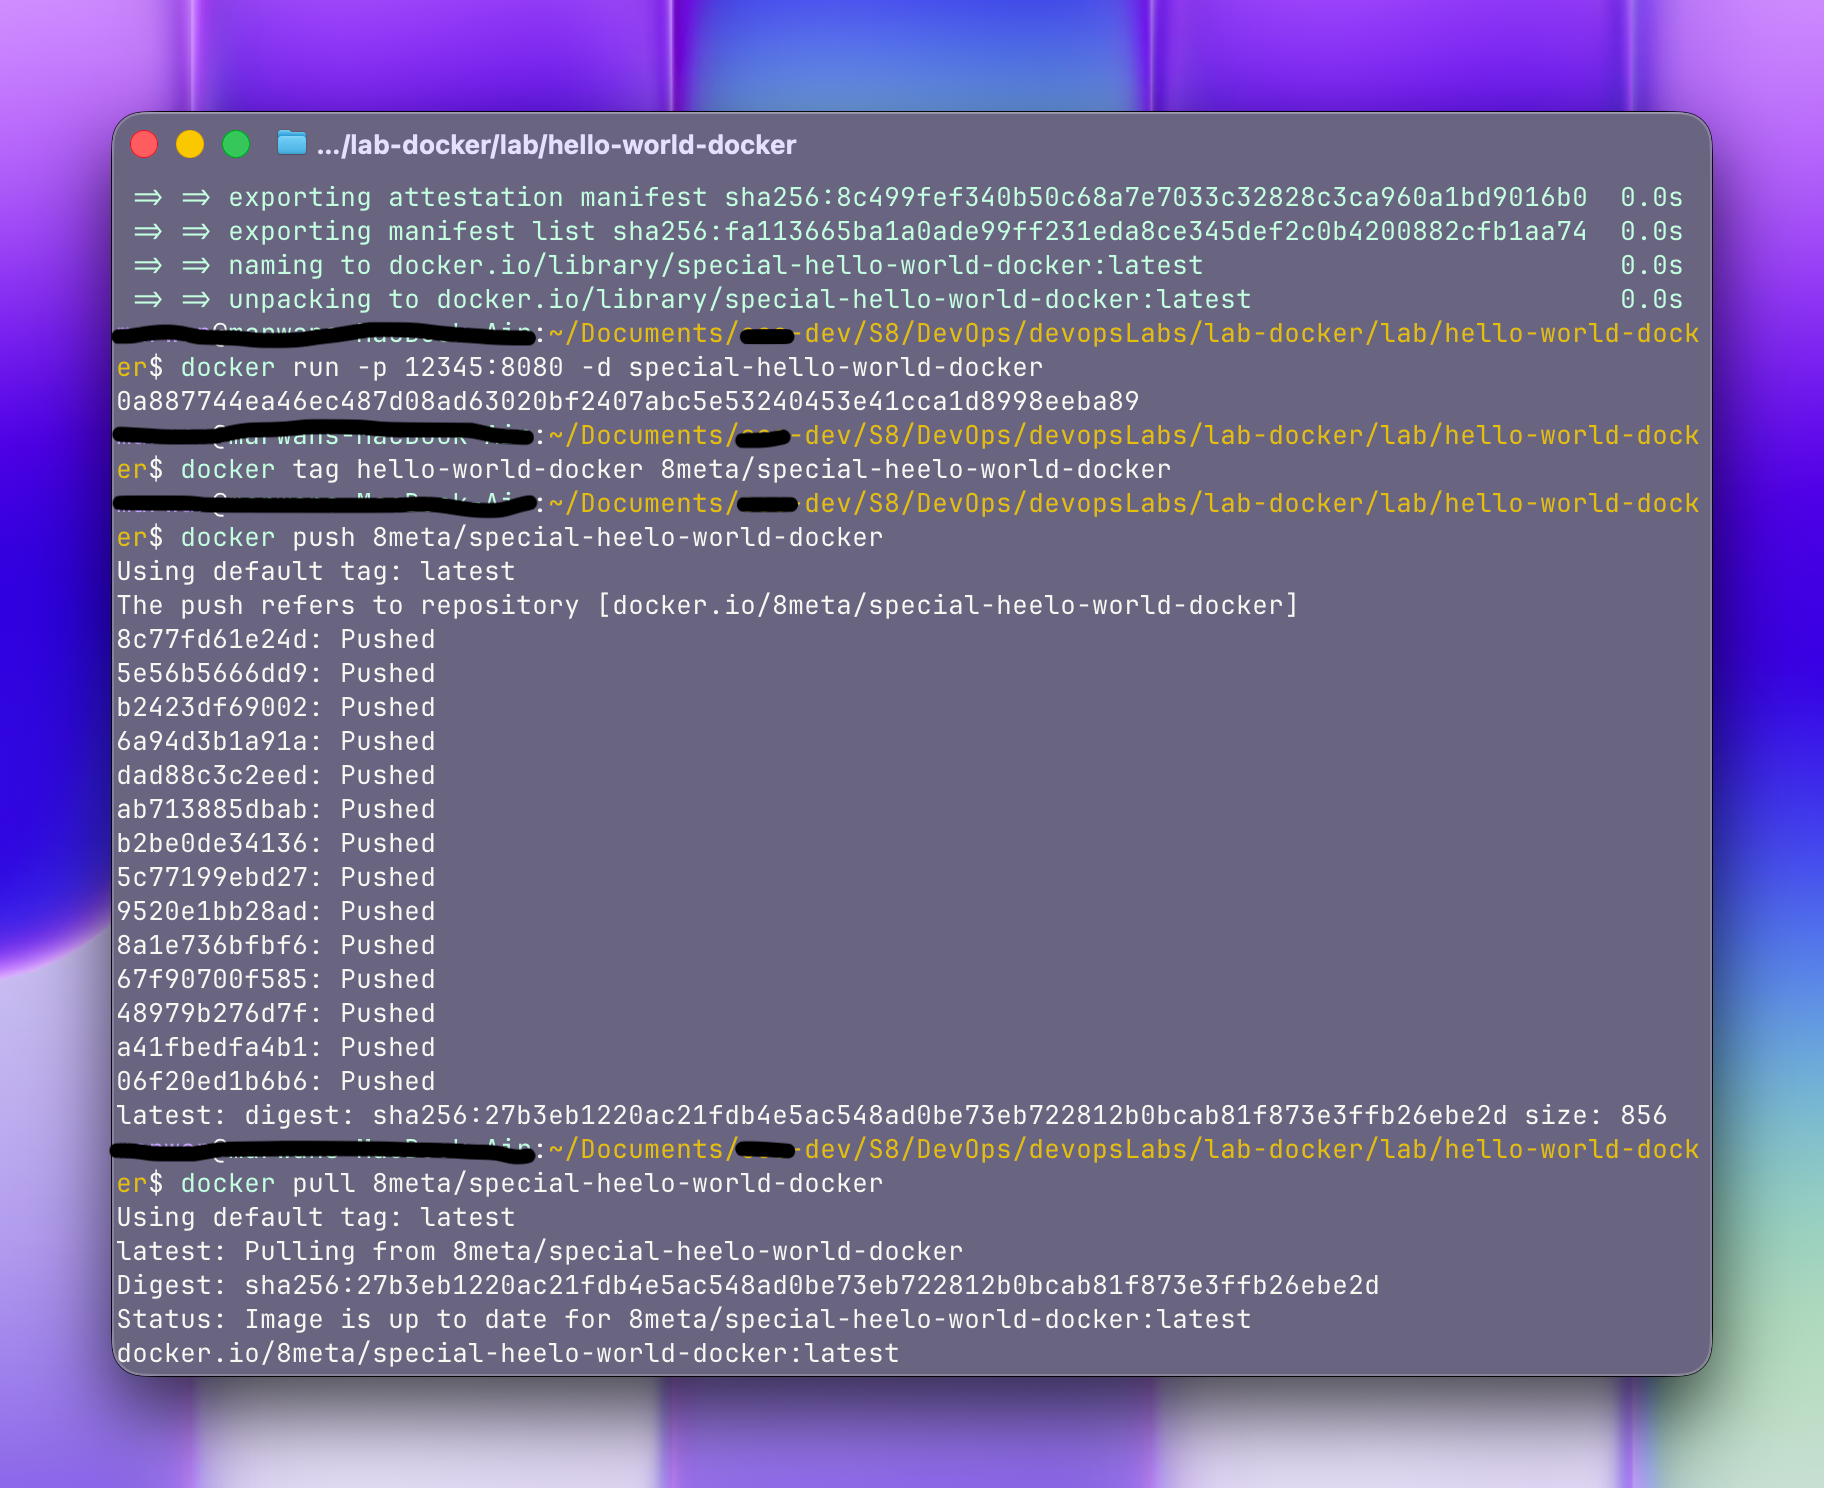 .../lab-docker/lab/hello-world-docker
=> => exporting attestation manifest sha256:8c499fef340b50c68a7e7033c32828c3ca960a1bd9016b0 0.0s
=> => exporting manifest list sha256:fa113665ba1a0ade99ff231eda8ce345def2c0b4200882cfb1aa74 0.0s
=> => naming to docker.io/library/special-hello-world-docker:latest 0.0s
=> => unpacking to docker.io/library/special-hello-world-docker:latest 0.0s
:~/Documents/-dev/S8/DevOps/devopsLabs/lab-docker/lab/hello-world-dock
er$ docker run -p 12345:8080 -d special-hello-world-docker
0a887744ea46ec487d08ad63020bf2407abc5e53240453e41cca1d8998eeba89
:~/Documents/-dev/S8/DevOps/devopsLabs/lab-docker/lab/hello-world-dock
er$ docker tag hello-world-docker 8meta/special-heelo-world-docker
:~/Documents/-dev/S8/DevOps/devopsLabs/lab-docker/lab/hello-world-dock
er$ docker push 8meta/special-heelo-world-docker
Using default tag: latest
The push refers to repository [docker.io/8meta/special-heelo-world-docker]
8c77fd61e24d: Pushed
5e56b5666dd9: Pushed
b2423df69002: Pushed
6a94d3b1a91a: Pushed
dad88c3c2eed: Pushed
ab713885dbab: Pushed
b2be0de34136: Pushed
5c77199ebd27: Pushed
9520e1bb28ad: Pushed
8a1e736bfbf6: Pushed
67f90700f585: Pushed
48979b276d7f: Pushed
a41fbedfa4b1: Pushed
06f20ed1b6b6: Pushed
latest: digest: sha256:27b3eb1220ac21fdb4e5ac548ad0be73eb722812b0bcab81f873e3ffb26ebe2d size: 856
:~/Documents/-dev/S8/DevOps/devopsLabs/lab-docker/lab/hello-world-dock
er$ docker pull 8meta/special-heelo-world-docker
Using default tag: latest
latest: Pulling from 8meta/special-heelo-world-docker
Digest: sha256:27b3eb1220ac21fdb4e5ac548ad0be73eb722812b0bcab81f873e3ffb26ebe2d
Status: Image is up to date for 8meta/special-heelo-world-docker:latest
docker.io/8meta/special-heelo-world-docker:latest